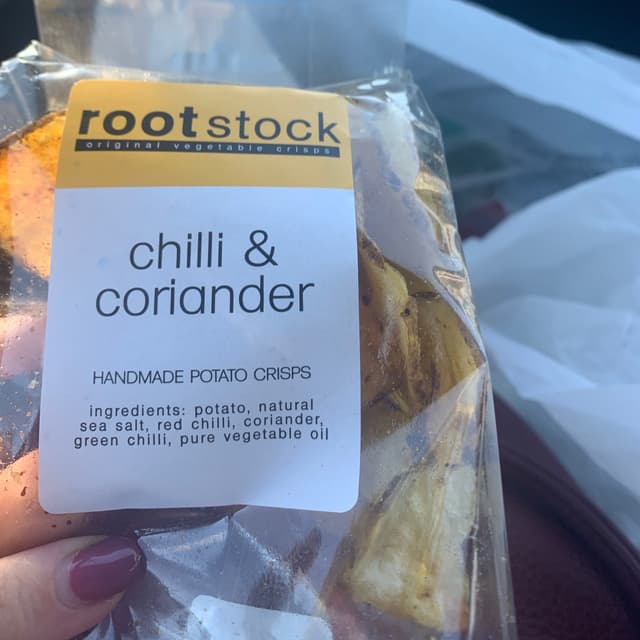 rootstock
original vegetable crisps
chilli &
coriander
HANDMADE POTATO CRISPS
ingredients: potato, natural
sea salt, red chilli, coriander,
green chilli, pure vegetable oil